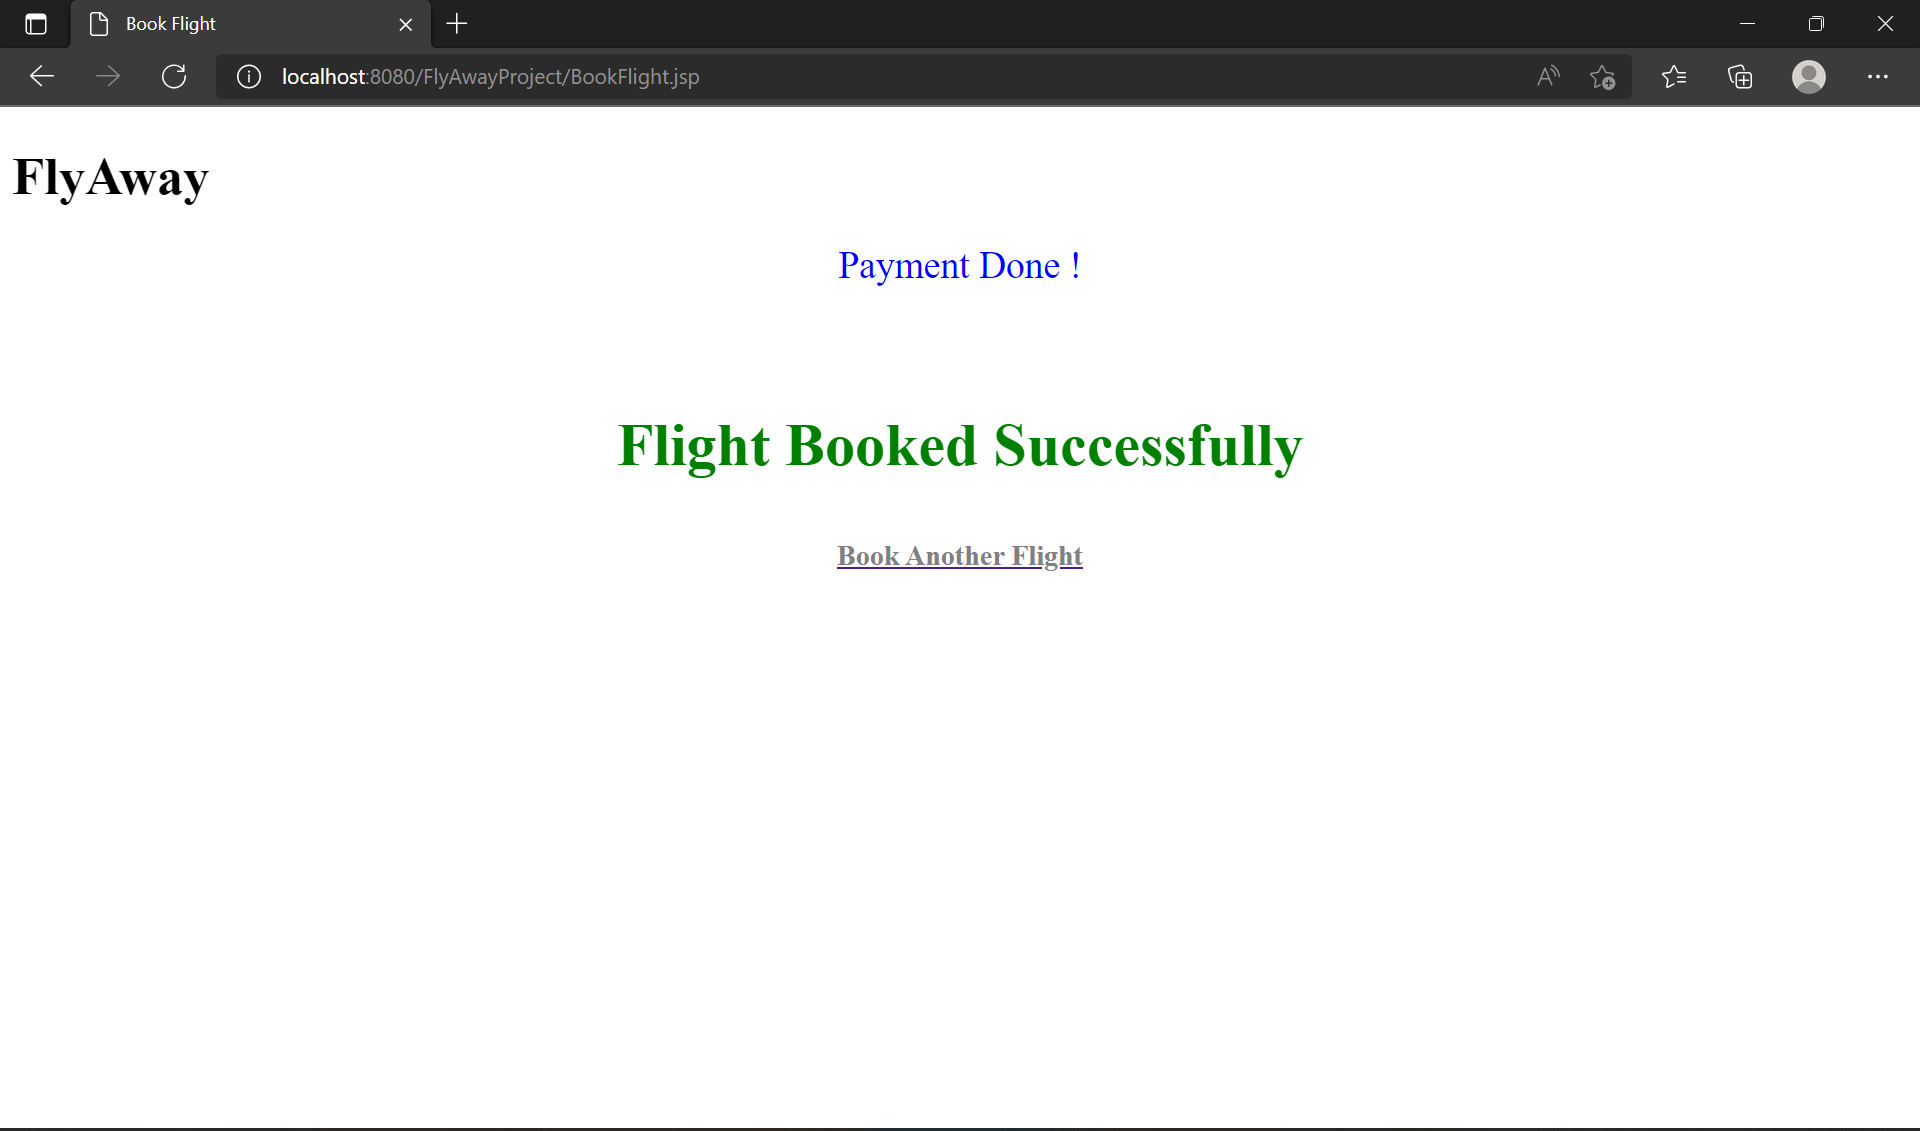 Book Flight
localhost:8080/FlyAwayProject/BookFlight.jsp
FlyAway
Payment Done !
Flight Booked Successfully
Book Another Flight